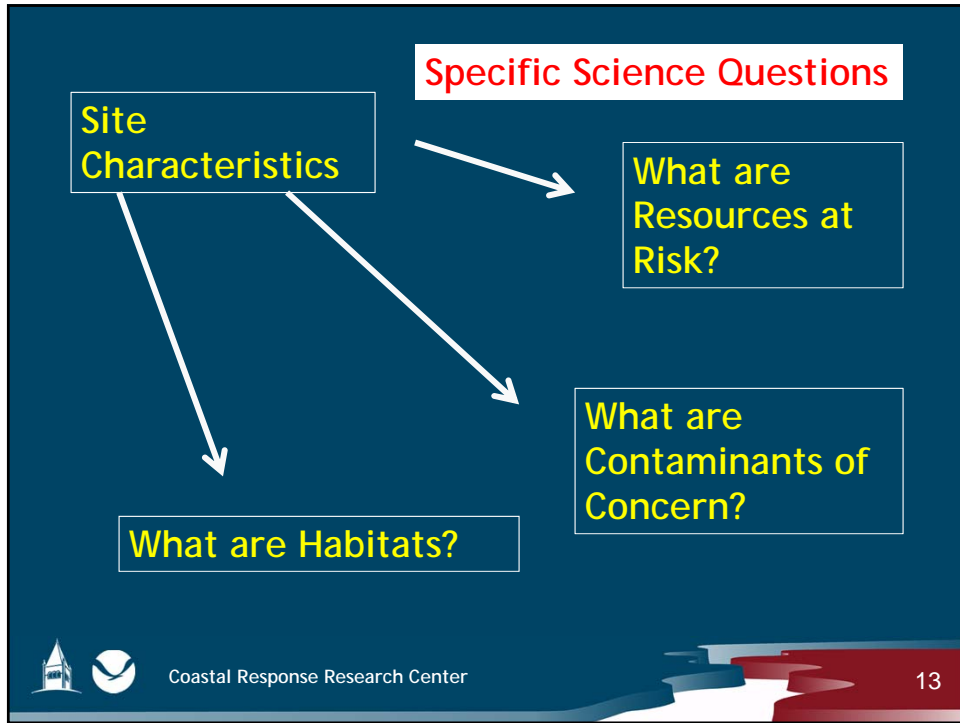 Specific Science Questions
Site
Characteristics
What are
Resources at
Risk?
What are
Contaminants of
Concern?
What are Habitats?
Coastal Response Research Center
13